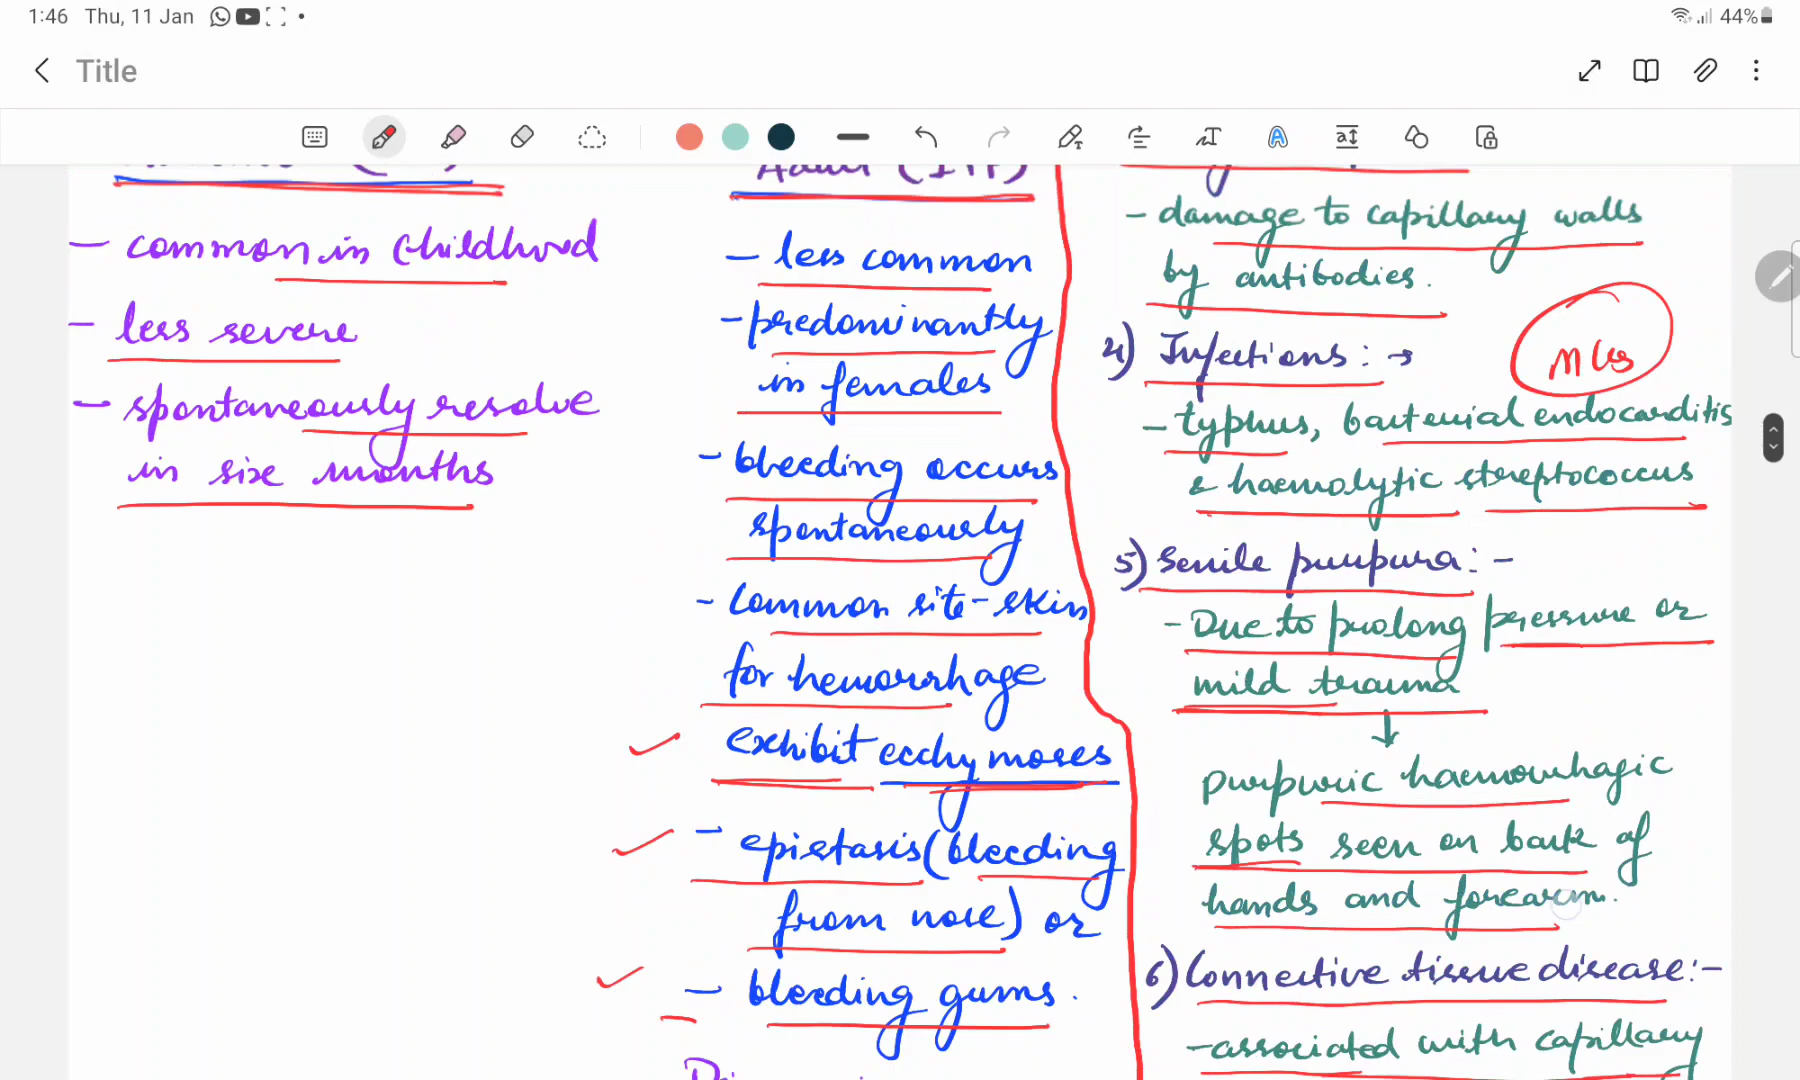 1:46 Thu, 11 Jan
44%
Title
- common in childhood
- less severe
- spontaneously resolve
in six months
Adult (ITP)
- less common
- predominantly
in females
- bleeding occurs
spontaneously
- common site - skin
for hemorrhage
exhibit ecchymoses
- epistasis (bleeding
from nose) or
- bleeding gums.
- damage to capillary walls
by antibodies.
4) Infections : →
MCQs
- typhus, bacterial endocarditis
& haemolytic streptococcus
5) Senile purpura :-
- Due to prolong pressure or
mild trauma
↓
purpuric haemorrhagic
spots seen on back of
hands and forearm.
6) Connective tissue disease :-
- associated with capillary